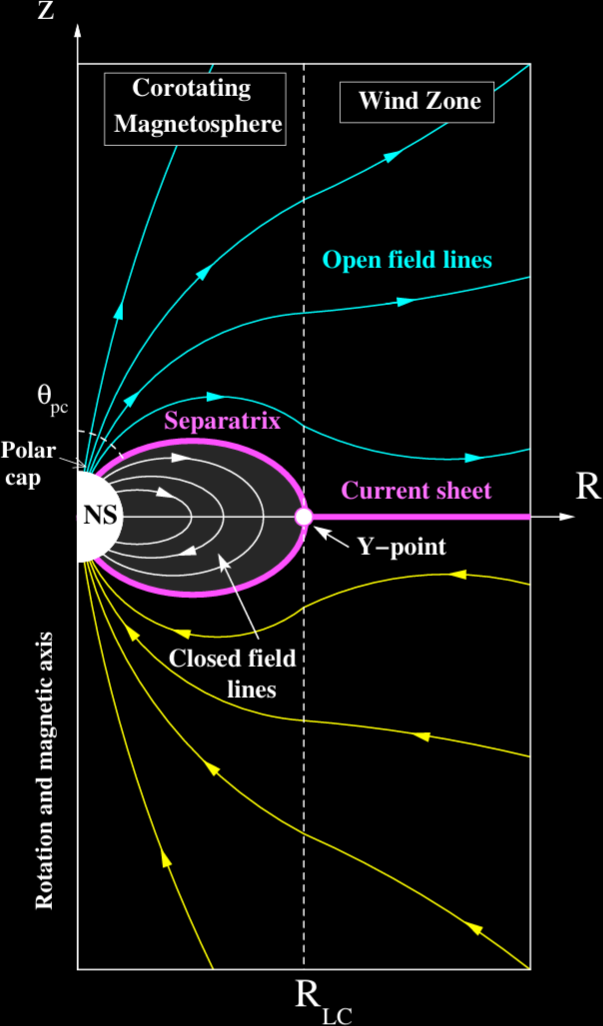 Z
Corotating
Magnetosphere
Wind Zone
Open field lines
θpc
Separatrix
Polar
cap
Current sheet
R
NS
Y−point
Closed field
lines
Rotation and magnetic axis
RLC